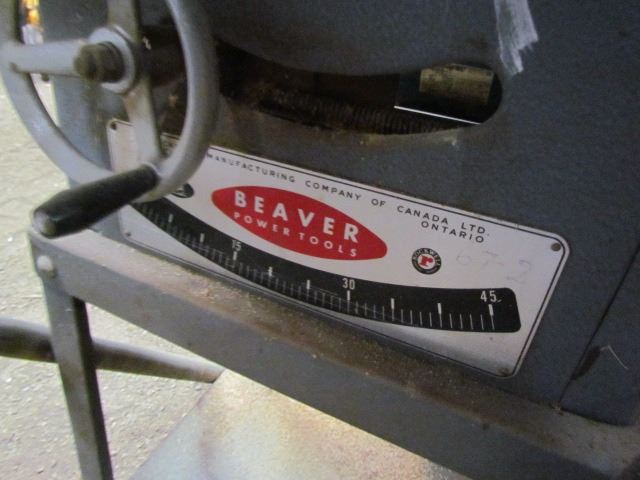 MANUFACTURING COMPANY OF CANADA LTD.
ONTARIO
BEAVER
POWER TOOLS
15
30
45